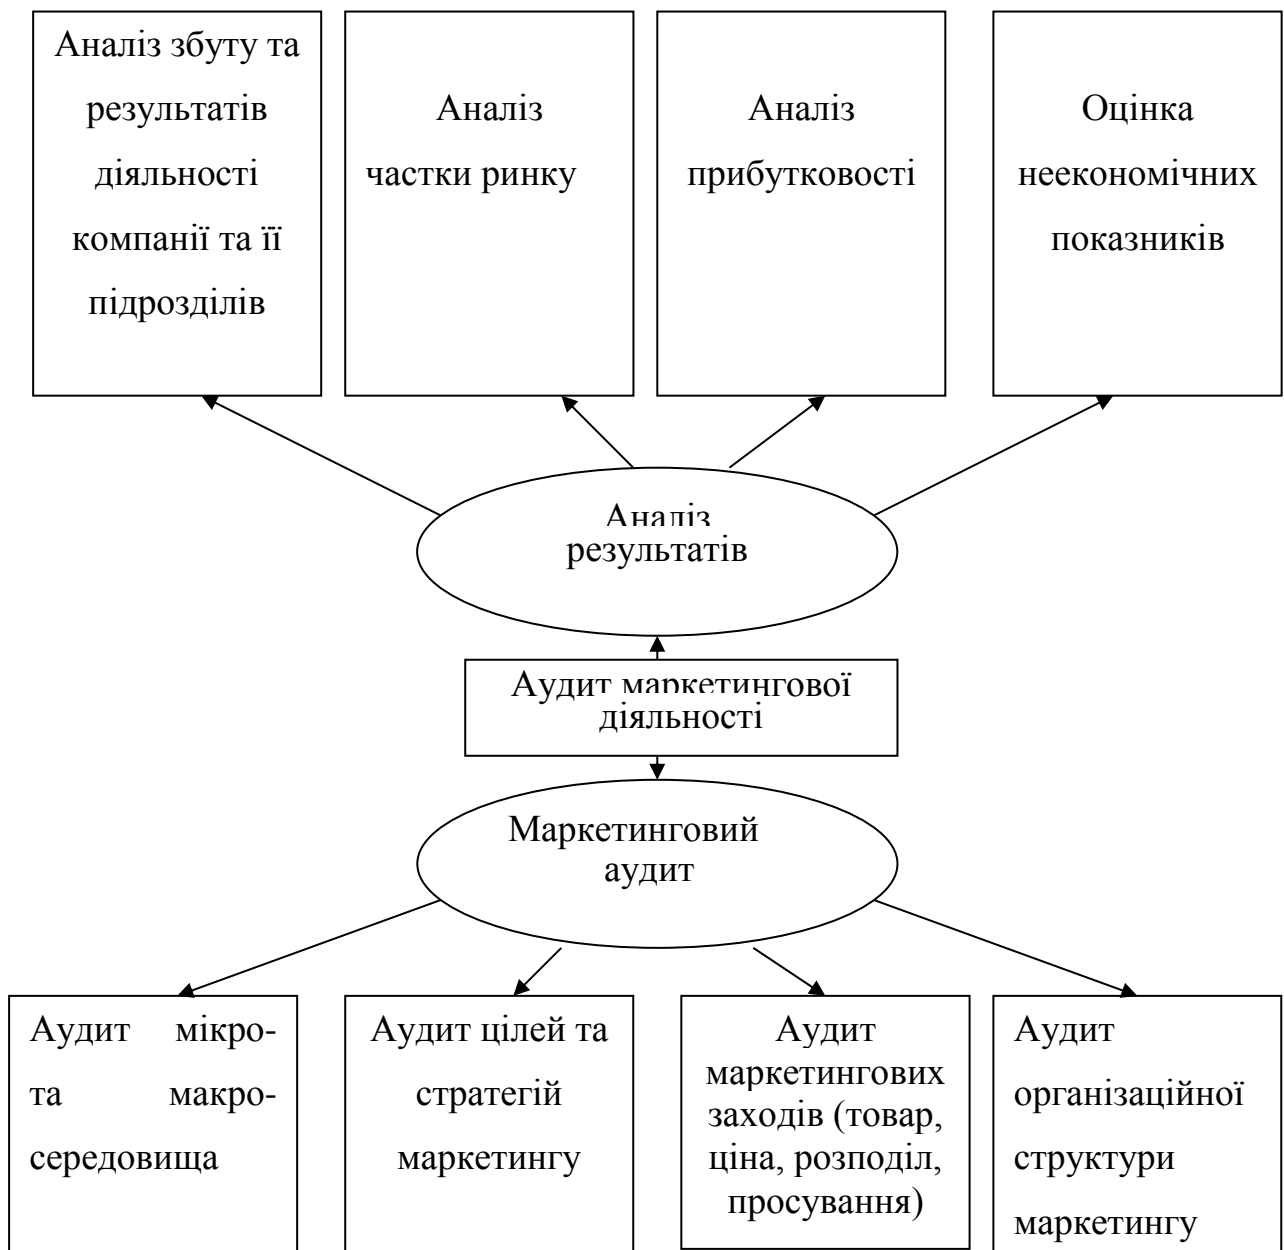 Аналіз збуту та
результатів
діяльності
компанії та її
підрозділів
Аналіз
частки ринку
Аналіз
прибутковості
Оцінка
неекономічних
показників
Аналіз
результатів
Аудит маркетингової
діяльності
Маркетинговий
аудит
Аудит мікро-
та макро-
середовища
Аудит цілей та
стратегій
маркетингу
Аудит
маркетингових
заходів (товар,
ціна, розподіл,
просування)
Аудит
організаційної
структури
маркетингу